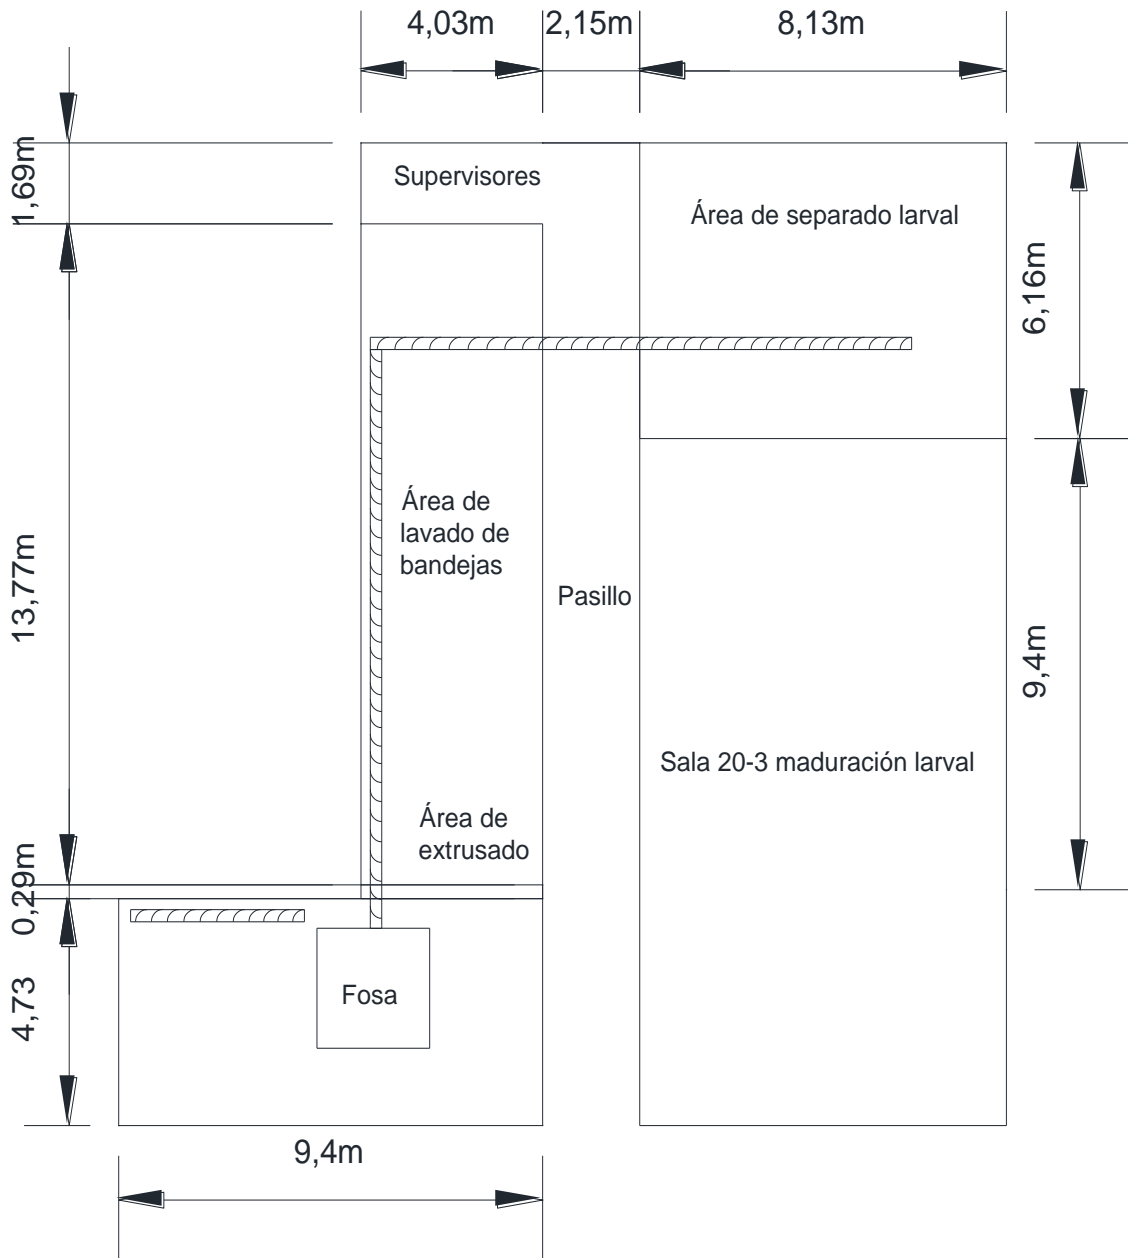 4,03m
2,15m
8,13m
1,69m
Supervisores
Área de separado larval
6,16m
Área de
lavado de
bandejas
13,77m
Pasillo
9,4m
Sala 20-3 maduración larval
Área de
extrusado
0,29m
4,73
Fosa
9,4m